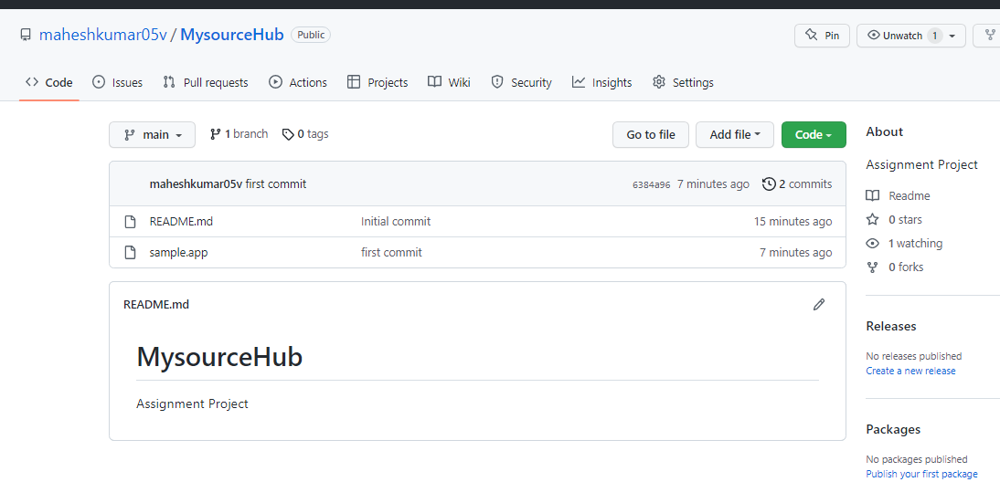 maheshkumar05v / MysourceHub Public
Pin
Unwatch 1
Code Issues Pull requests Actions Projects Wiki Security Insights Settings
main 1 branch 0 tags
Go to file Add file Code
maheshkumar05v first commit 6384a96 7 minutes ago 2 commits
README.md Initial commit 15 minutes ago
sample.app first commit 7 minutes ago
README.md
MysourceHub
Assignment Project
About
Assignment Project
Readme
0 stars
1 watching
0 forks
Releases
No releases published
Create a new release
Packages
No packages published
Publish your first package